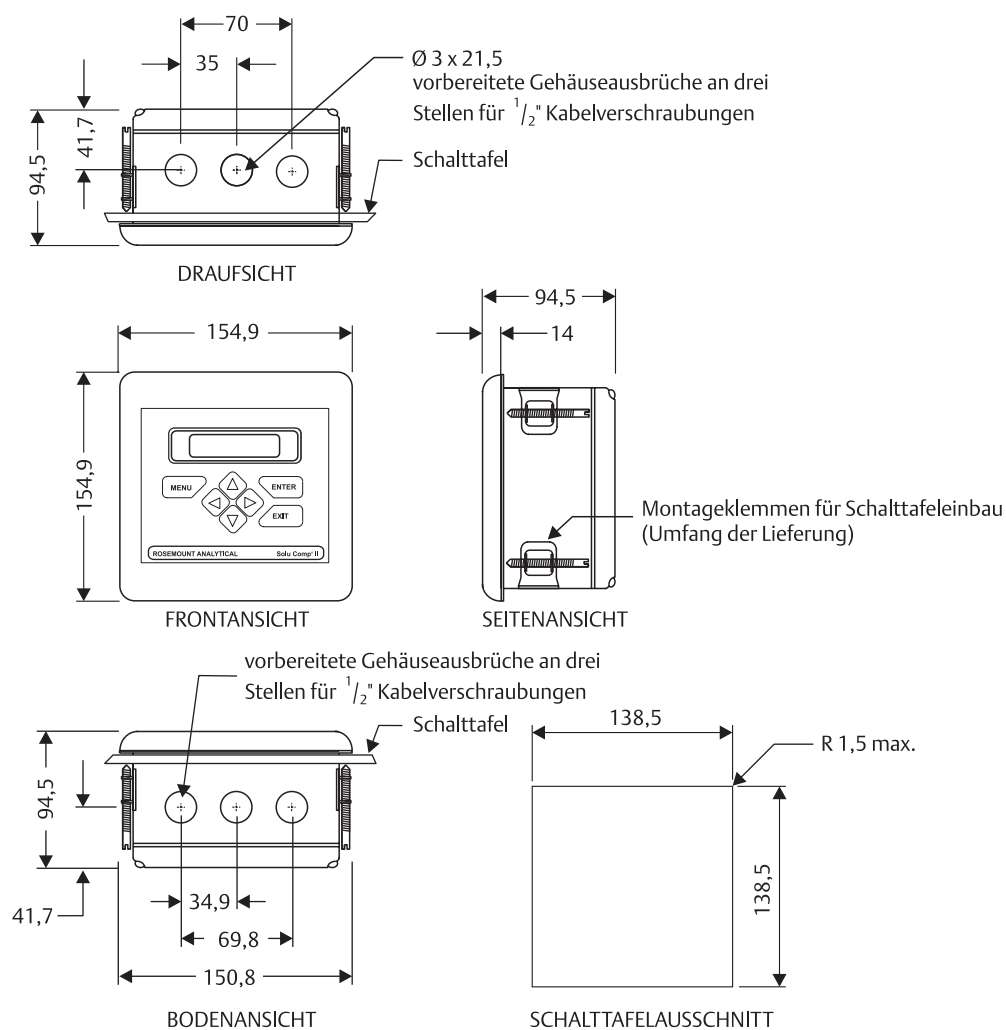 70
35
Ø 3 x 21,5
vorbereitete Gehäuseausbrüche an drei
Stellen für 1/2" Kabelverschraubungen
41,7
94,5
Schalttafel
DRAUFSICHT
154,9
94,5
14
154,9
MENU
ENTER
EXIT
ROSEMOUNT ANALYTICAL
Solu Comp® II
Montageklemmen für Schalttafeleinbau
(Umfang der Lieferung)
FRONTANSICHT
SEITENANSICHT
vorbereitete Gehäuseausbrüche an drei
Stellen für 1/2" Kabelverschraubungen
Schalttafel
138,5
R 1,5 max.
94,5
138,5
41,7
34,9
69,8
150,8
BODENANSICHT
SCHALTTAFELAUSSCHNITT